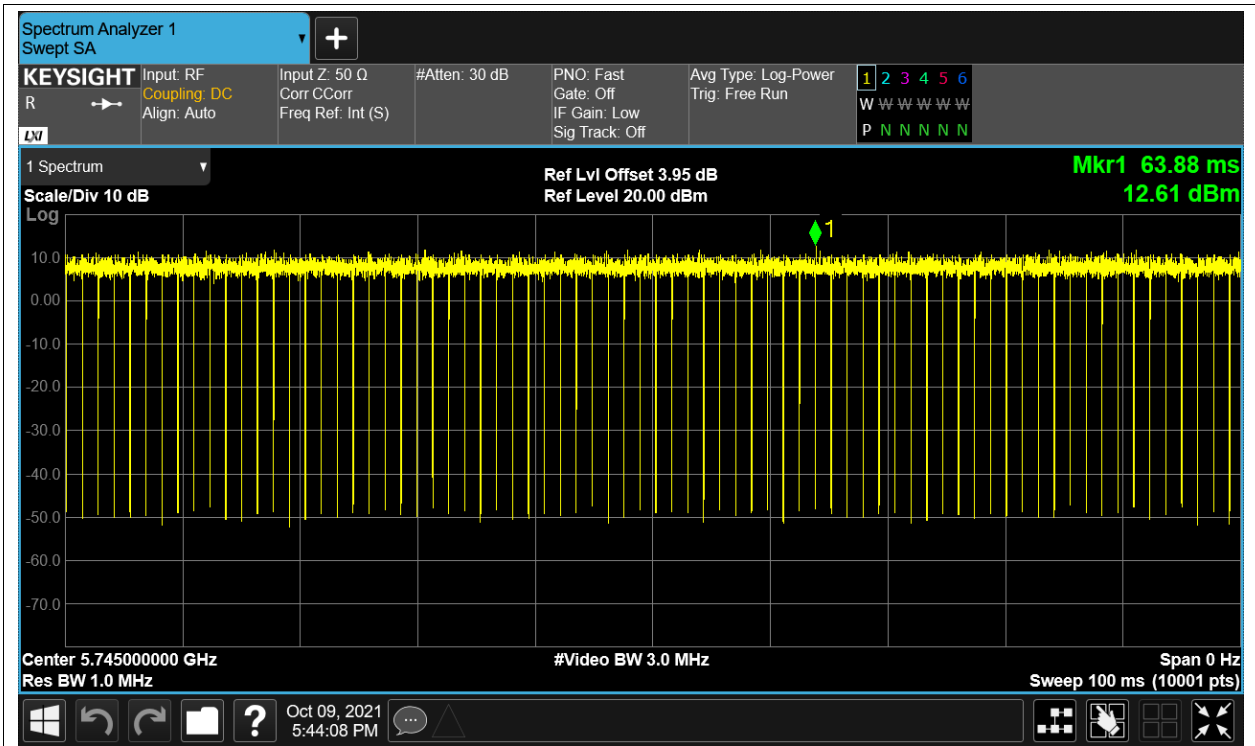 Spectrum Analyzer 1
Swept SA
KEYSIGHT
R
LXI
Input: RF
Coupling: DC
Align: Auto
Input Z: 50 Ω
Corr CCorr
Freq Ref: Int (S)
#Atten: 30 dB
PNO: Fast
Gate: Off
IF Gain: Low
Sig Track: Off
Avg Type: Log-Power
Trig: Free Run
1 2 3 4 5 6
W W W W W W
P N N N N N
1 Spectrum
Scale/Div 10 dB
Ref Lvl Offset 3.95 dB
Ref Level 20.00 dBm
Mkr1 63.88 ms
12.61 dBm
Log
1
10.0
0.00
-10.0
-20.0
-30.0
-40.0
-50.0
-60.0
-70.0
Center 5.745000000 GHz
Res BW 1.0 MHz
#Video BW 3.0 MHz
Span 0 Hz
Sweep 100 ms (10001 pts)
?
Oct 09, 2021
5:44:08 PM